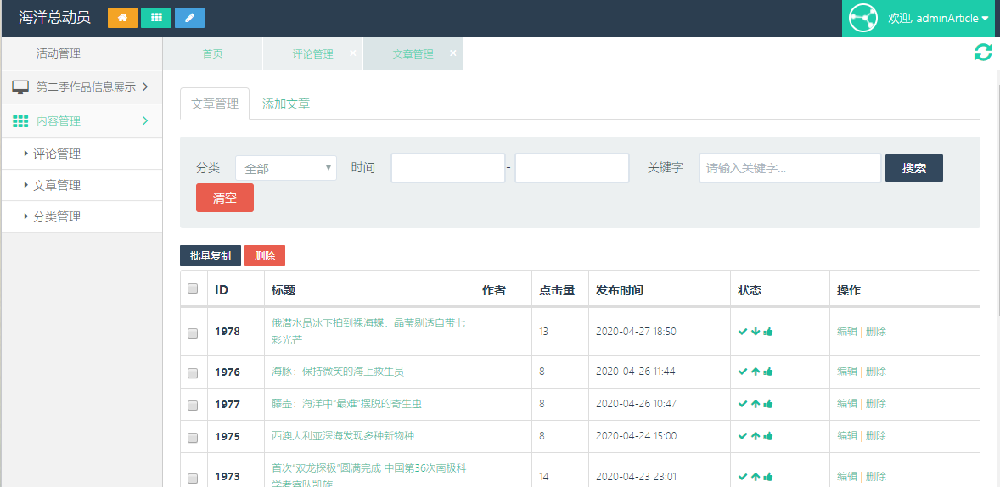 海洋总动员
欢迎, adminArticle
活动管理
首页
评论管理 ×
文章管理 ×
第二季作品信息展示
内容管理
评论管理
文章管理
分类管理
文章管理
添加文章
分类：
全部
时间：
-
关键字：
请输入关键字...
搜索
清空
批量复制
删除
ID 标题 作者 点击量 发布时间 状态 操作
1978 俄潜水员冰下拍到裸海蝶：晶莹剔透自带七 13 2020-04-27 18:50 编辑 | 删除
彩光芒
1976 海豚：保持微笑的海上救生员 8 2020-04-26 11:44 编辑 | 删除
1977 藤壶：海洋中“最难”摆脱的寄生虫 8 2020-04-26 10:47 编辑 | 删除
1975 西澳大利亚深海发现多种新物种 8 2020-04-24 15:00 编辑 | 删除
1973 首次“双龙探极”圆满完成 中国第36次南极科 14 2020-04-23 23:01 编辑 | 删除
学考察队凯旋